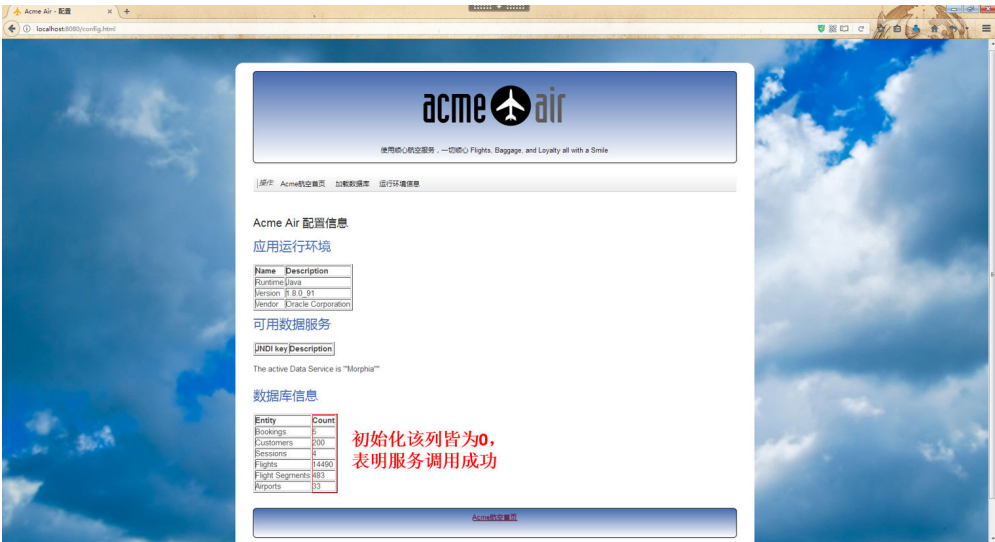 Acme Air - 配置
localhost:8080/config.html
acme air
使用顺心航空服务，一切顺心 Flights, Baggage, and Loyalty all with a Smile
操作 Acme航空首页 加载数据库 运行环境信息
Acme Air 配置信息
应用运行环境
Name Description
Runtime Java
Version 1.8.0_91
Vendor Oracle Corporation
可用数据服务
JNDI key Description
The active Data Service is ""Morphia""
数据库信息
Entity Count
Bookings 5
Customers 200
Sessions 4
Flights 14490
Flight Segments 483
Airports 33
初始化该列皆为0，
表明服务调用成功
Acme航空首页